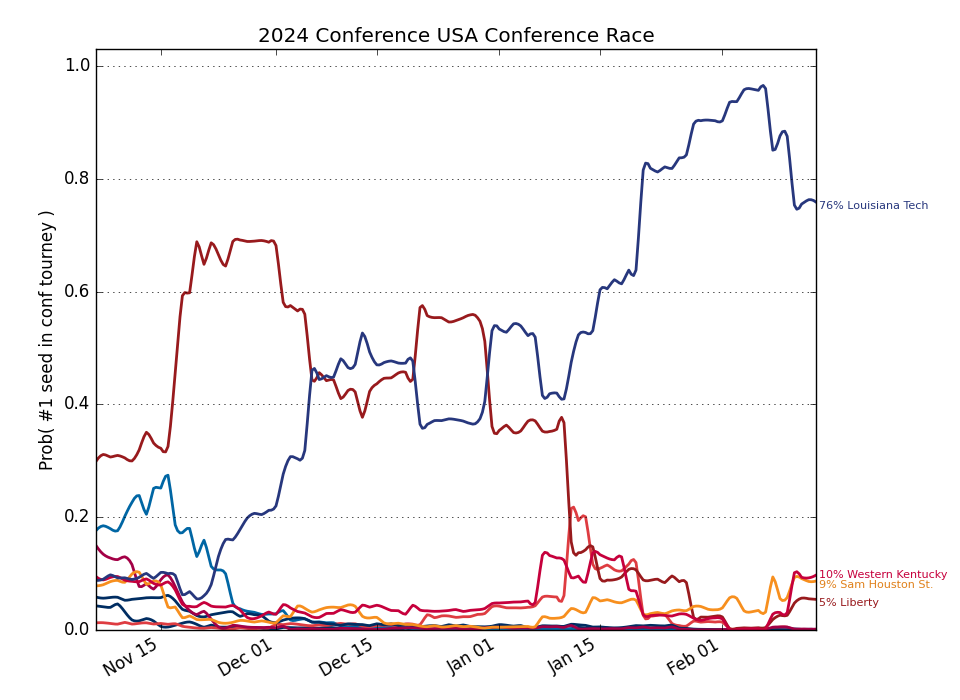 2024 Conference USA Conference Race
Prob( #1 seed in conf tourney )
1.0
0.8
0.6
0.4
0.2
0.0
76% Louisiana Tech
10% Western Kentucky
9% Sam Houston St.
5% Liberty
Nov 15
Dec 01
Dec 15
Jan 01
Jan 15
Feb 01